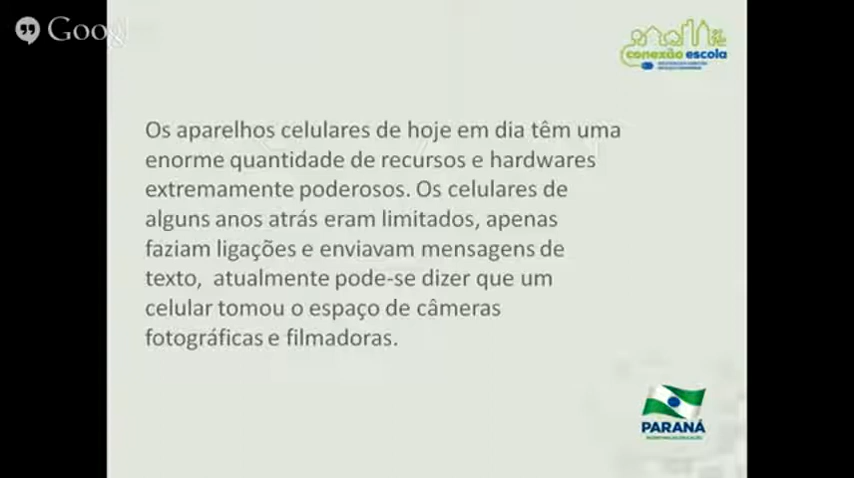 Goog
conexão escola
Os aparelhos celulares de hoje em dia têm uma
enorme quantidade de recursos e hardwares
extremamente poderosos. Os celulares de
alguns anos atrás eram limitados, apenas
faziam ligações e enviavam mensagens de
texto, atualmente pode-se dizer que um
celular tomou o espaço de câmeras
fotográficas e filmadoras.
PARANÁ